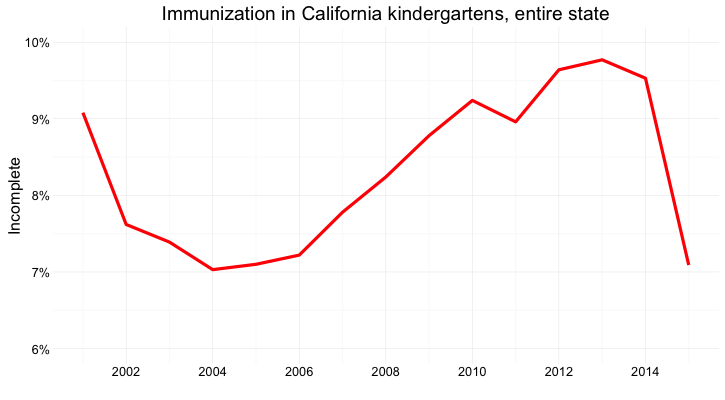 Immunization in California kindergartens, entire state
Incomplete
10%
9%
8%
7%
6%
2002 2004 2006 2008 2010 2012 2014